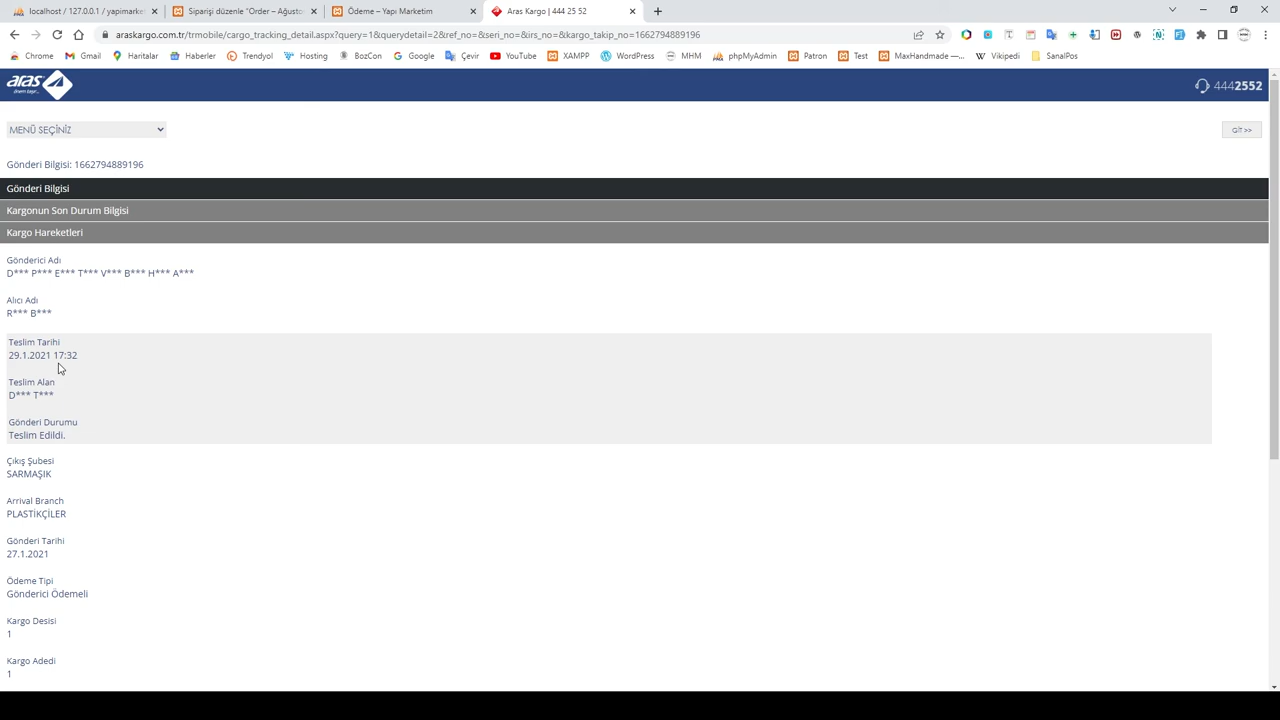 localhost / 127.0.0.1 / yapimarke
Siparişi düzenle "Order – Ağusto
Ödeme – Yapı Marketim
Aras Kargo | 444 25 52
araskargo.com.tr/trmobile/cargo_tracking_detail.aspx?query=1&querydetail=2&ref_no=&seri_no=&irs_no=&kargo_takip_no=1662794889196
Chrome Gmail Haritalar Haberler Trendyol Hosting BozCon Google Çevir YouTube XAMPP WordPress MHM phpMyAdmin Patron Test MaxHandmade —... Vikipedi SanalPos
aras
4442552
MENÜ SEÇİNİZ
GİT >>
Gönderi Bilgisi: 1662794889196
Gönderi Bilgisi
Kargonun Son Durum Bilgisi
Kargo Hareketleri
Gönderici Adı
D*** P*** E*** T*** V*** B*** H*** A***
Alıcı Adı
R*** B***
Teslim Tarihi
29.1.2021 17:32
Teslim Alan
D*** T***
Gönderi Durumu
Teslim Edildi.
Çıkış Şubesi
SARMAŞIK
Arrival Branch
PLASTİKÇİLER
Gönderi Tarihi
27.1.2021
Ödeme Tipi
Gönderici Ödemeli
Kargo Desisi
1
Kargo Adedi
1